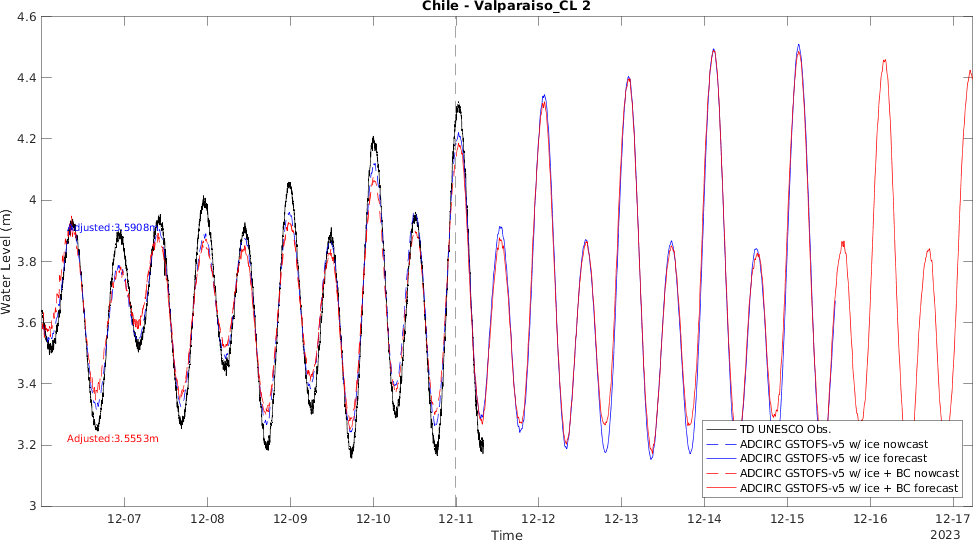 Chile - Valparaiso_CL 2
4.6
4.4
4.2
4
3.8
3.6
3.4
3.2
3
Water Level (m)
Adjusted:3.5908m
Adjusted:3.5553m
TD UNESCO Obs.
ADCIRC GSTOFS-v5 w/ ice nowcast
ADCIRC GSTOFS-v5 w/ ice forecast
ADCIRC GSTOFS-v5 w/ ice + BC nowcast
ADCIRC GSTOFS-v5 w/ ice + BC forecast
12-07 12-08 12-09 12-10 12-11 12-12 12-13 12-14 12-15 12-16 12-17
Time
2023